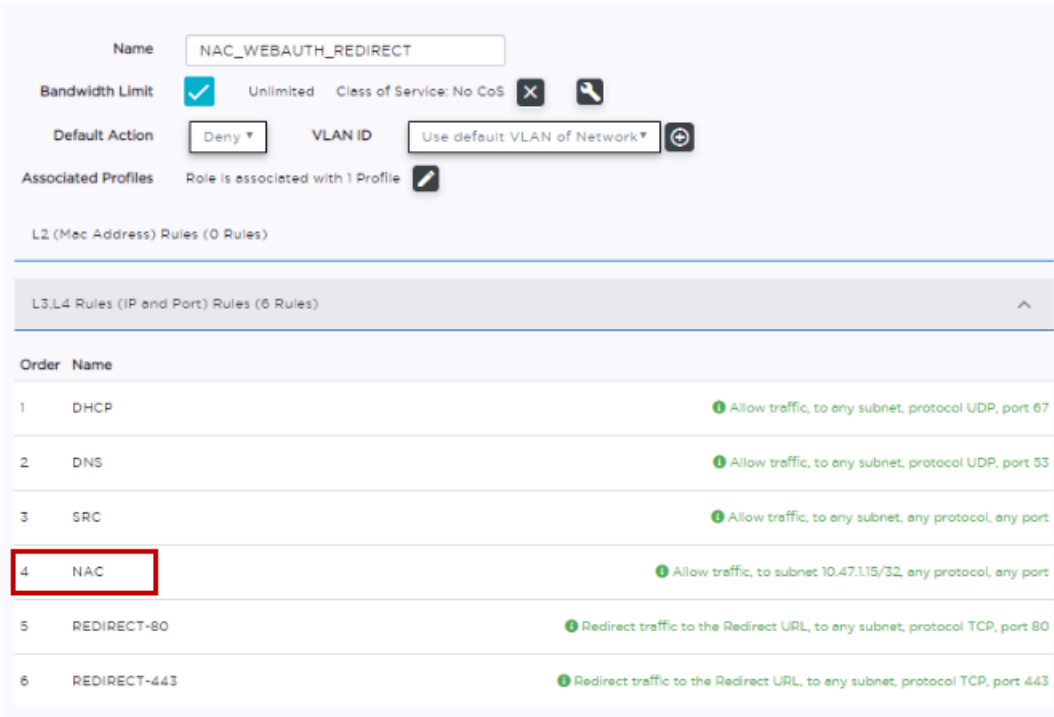 Name NAC_WEBAUTH_REDIRECT
Bandwidth Limit Unlimited Class of Service: No CoS
Default Action Deny VLAN ID Use default VLAN of Network
Associated Profiles Role is associated with 1 Profile
L2 (Mac Address) Rules (0 Rules)
L3,L4 Rules (IP and Port) Rules (6 Rules)
Order Name
1 DHCP Allow traffic, to any subnet, protocol UDP, port 67
2 DNS Allow traffic, to any subnet, protocol UDP, port 53
3 SRC Allow traffic, to any subnet, any protocol, any port
4 NAC Allow traffic, to subnet 10.47.1.15/32, any protocol, any port
5 REDIRECT-80 Redirect traffic to the Redirect URL, to any subnet, protocol TCP, port 80
6 REDIRECT-443 Redirect traffic to the Redirect URL, to any subnet, protocol TCP, port 443